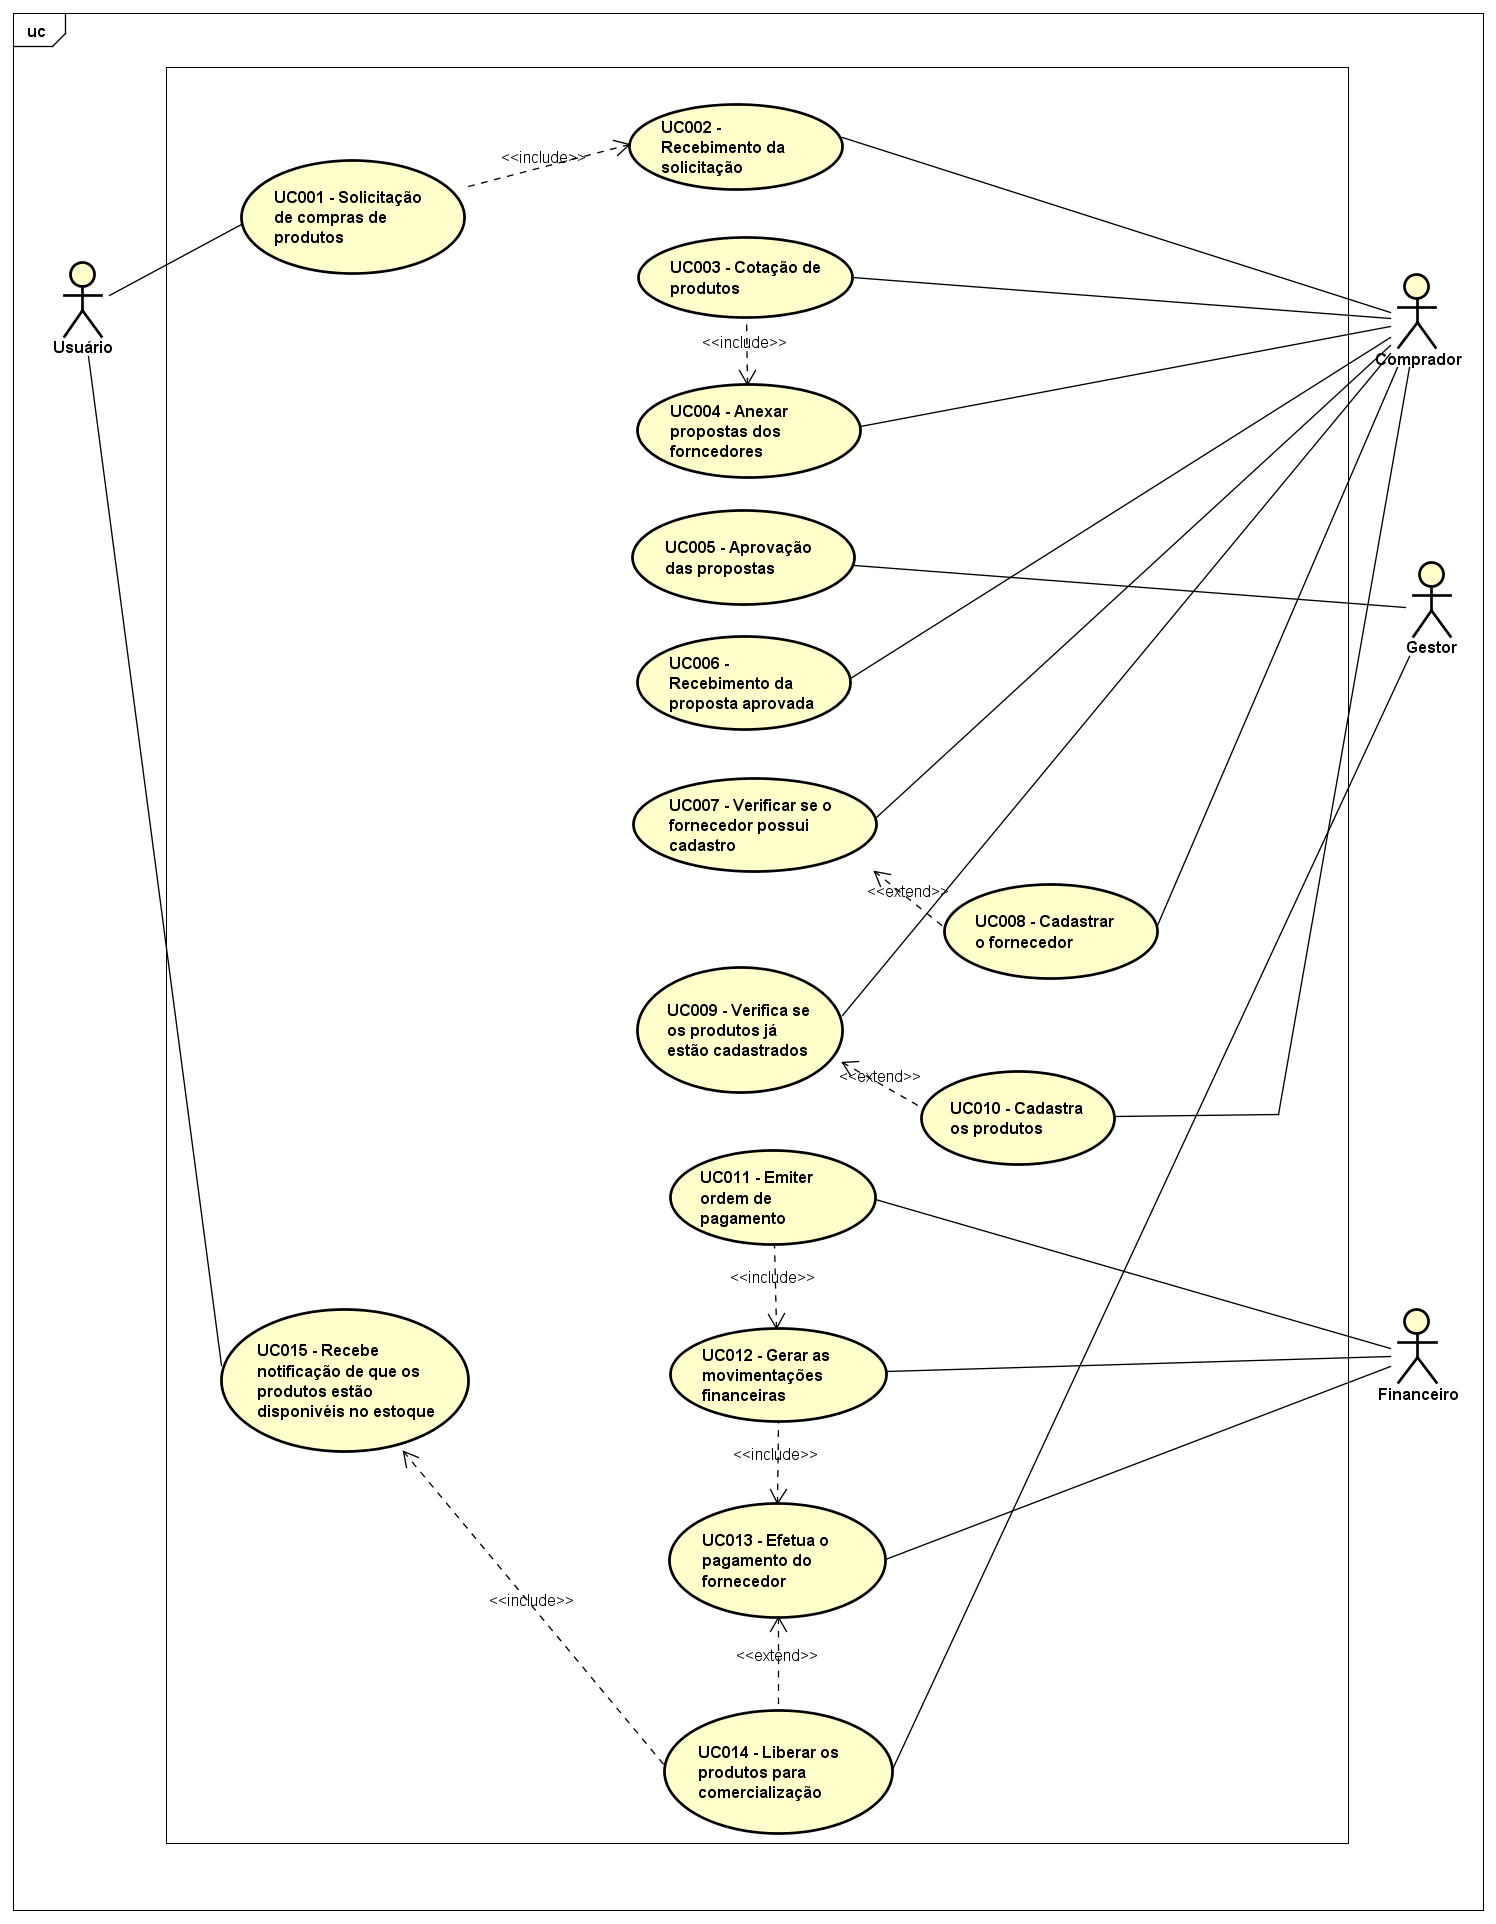 uc
UC002 -
Recebimento da
solicitação
<<include>>
UC001 - Solicitação
de compras de
produtos
UC003 - Cotação de
produtos
<<include>>
Usuário
Comprador
UC004 - Anexar
propostas dos
forncedores
UC005 - Aprovação
das propostas
Gestor
UC006 -
Recebimento da
proposta aprovada
UC007 - Verificar se o
fornecedor possui
cadastro
<<extend>>
UC008 - Cadastrar
o fornecedor
UC009 - Verifica se
os produtos já
estão cadastrados
<<extend>>
UC010 - Cadastra
os produtos
UC011 - Emiter
ordem de
pagamento
<<include>>
UC015 - Recebe
notificação de que os
produtos estão
disponivéis no estoque
UC012 - Gerar as
movimentações
financeiras
Financeiro
<<include>>
UC013 - Efetua o
pagamento do
fornecedor
<<include>>
<<extend>>
UC014 - Liberar os
produtos para
comercialização